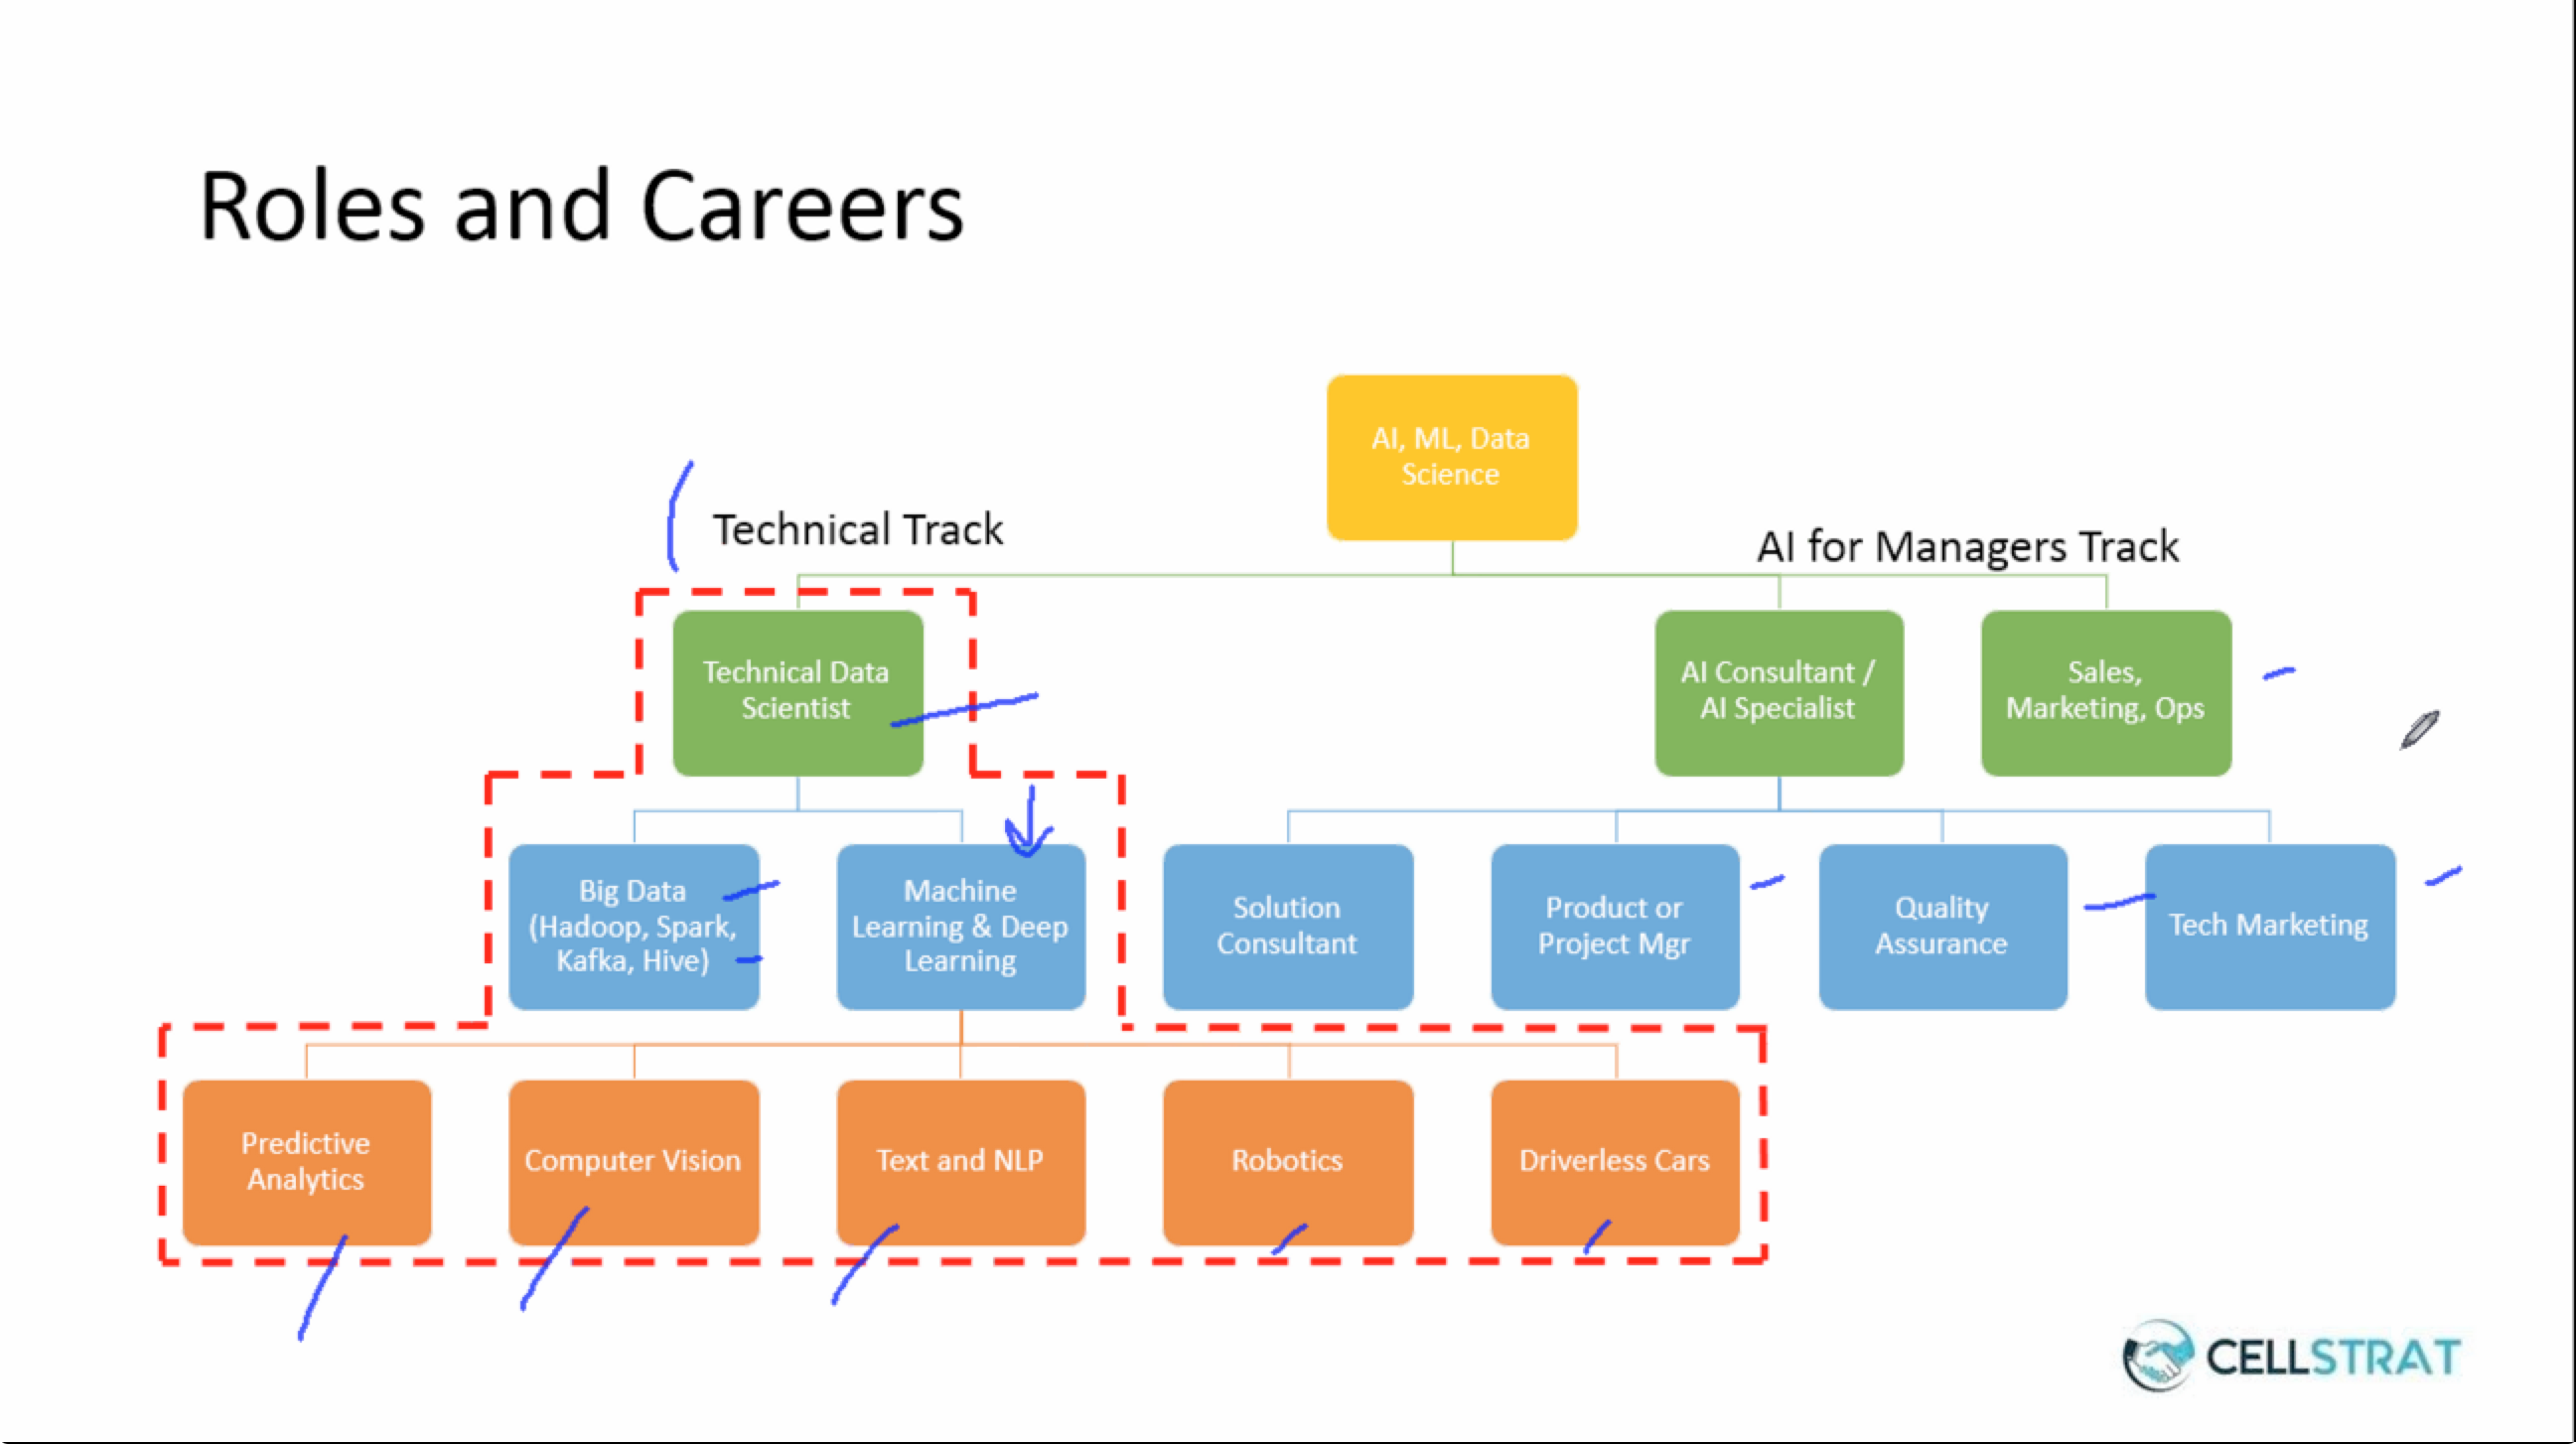 Roles and Careers
AI, ML, Data
Science
Technical Track
AI for Managers Track
Technical Data
Scientist
AI Consultant /
AI Specialist
Sales,
Marketing, Ops
Big Data
(Hadoop, Spark,
Kafka, Hive)
Machine
Learning & Deep
Learning
Solution
Consultant
Product or
Project Mgr
Quality
Assurance
Tech Marketing
Predictive
Analytics
Computer Vision
Text and NLP
Robotics
Driverless Cars
CELLSTRAT